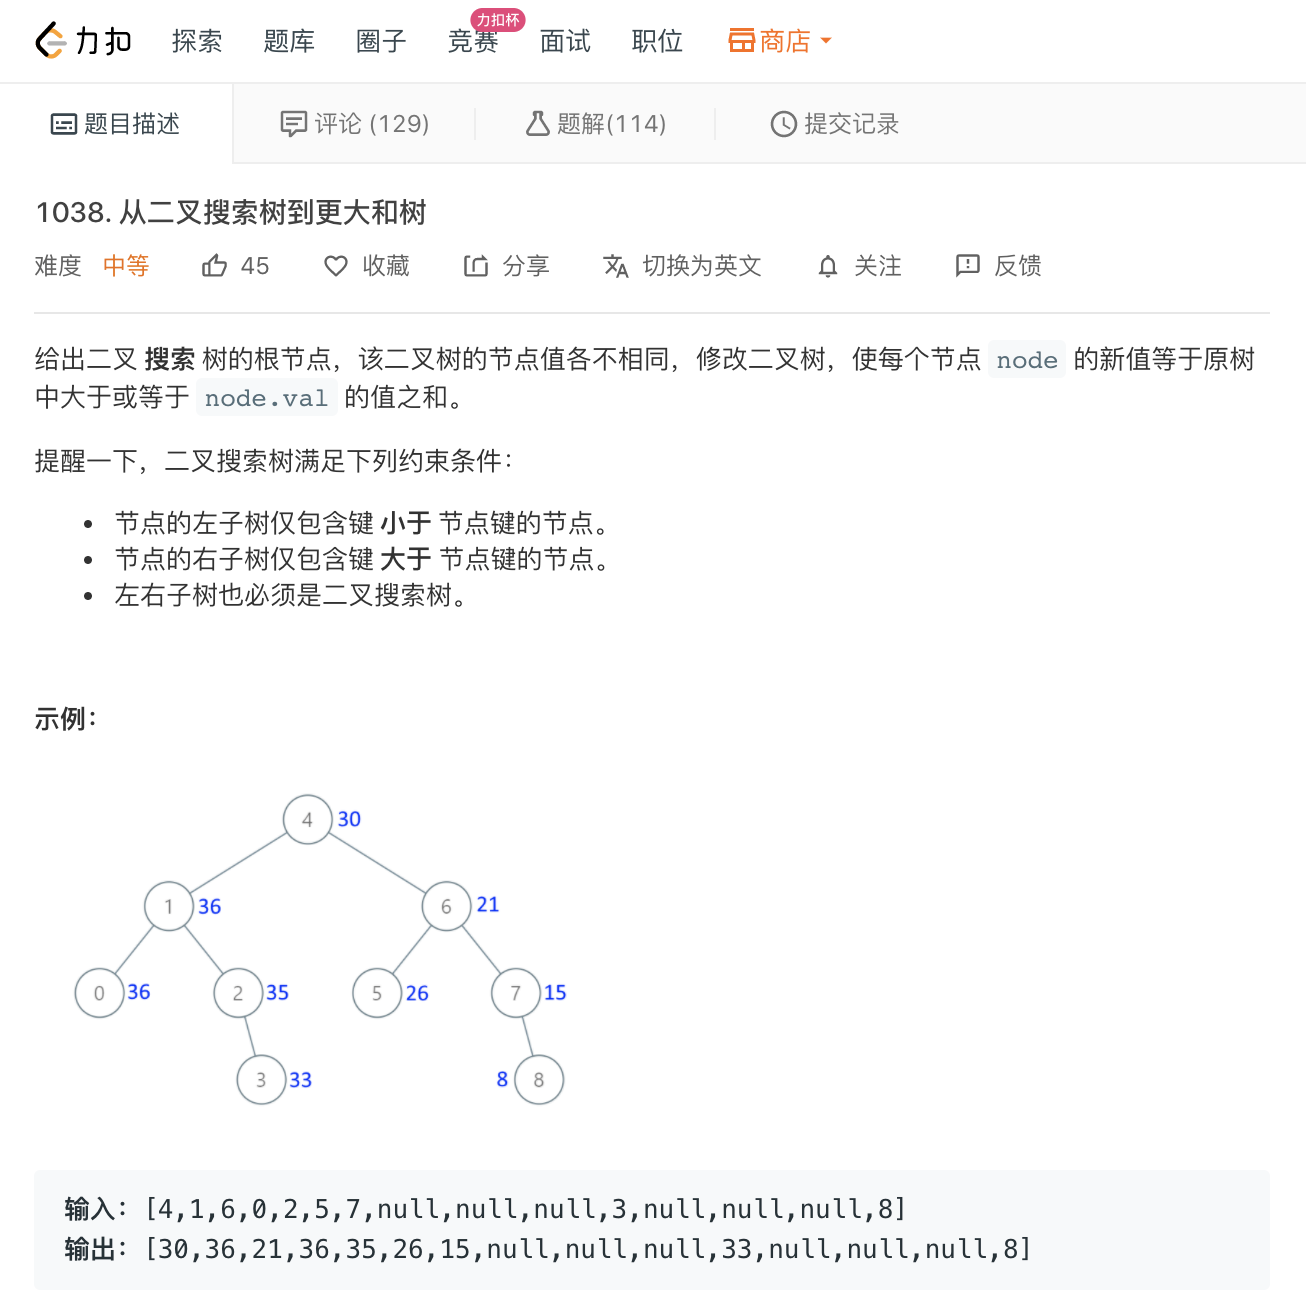 力扣 探索 题库 圈子 竞赛 力扣杯 面试 职位 商店
题目描述 评论 (129) 题解(114) 提交记录
1038. 从二叉搜索树到更大和树
难度 中等 45 收藏 分享 切换为英文 关注 反馈
给出二叉 搜索 树的根节点，该二叉树的节点值各不相同，修改二叉树，使每个节点 node 的新值等于原树
中大于或等于 node.val 的值之和。
提醒一下，二叉搜索树满足下列约束条件：
节点的左子树仅包含键 小于 节点键的节点。
节点的右子树仅包含键 大于 节点键的节点。
左右子树也必须是二叉搜索树。
示例：
4 30
1 36 6 21
0 36 2 35 5 26 7 15
3 33 8 8
输入：[4,1,6,0,2,5,7,null,null,null,3,null,null,null,8]
输出：[30,36,21,36,35,26,15,null,null,null,33,null,null,null,8]